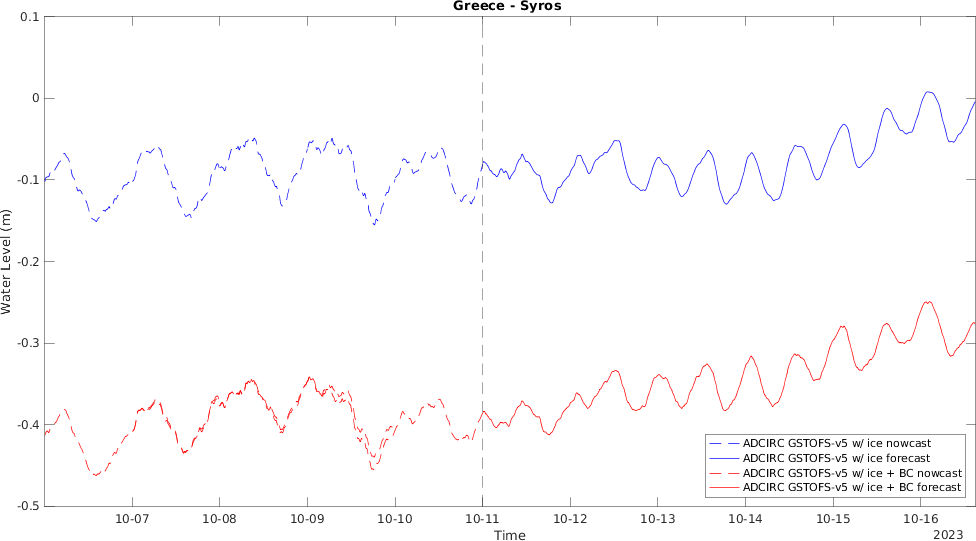 Greece - Syros
0.1
0
-0.1
-0.2
-0.3
-0.4
-0.5
Water Level (m)
ADCIRC GSTOFS-v5 w/ ice nowcast
ADCIRC GSTOFS-v5 w/ ice forecast
ADCIRC GSTOFS-v5 w/ ice + BC nowcast
ADCIRC GSTOFS-v5 w/ ice + BC forecast
10-07 10-08 10-09 10-10 10-11 10-12 10-13 10-14 10-15 10-16
Time
2023